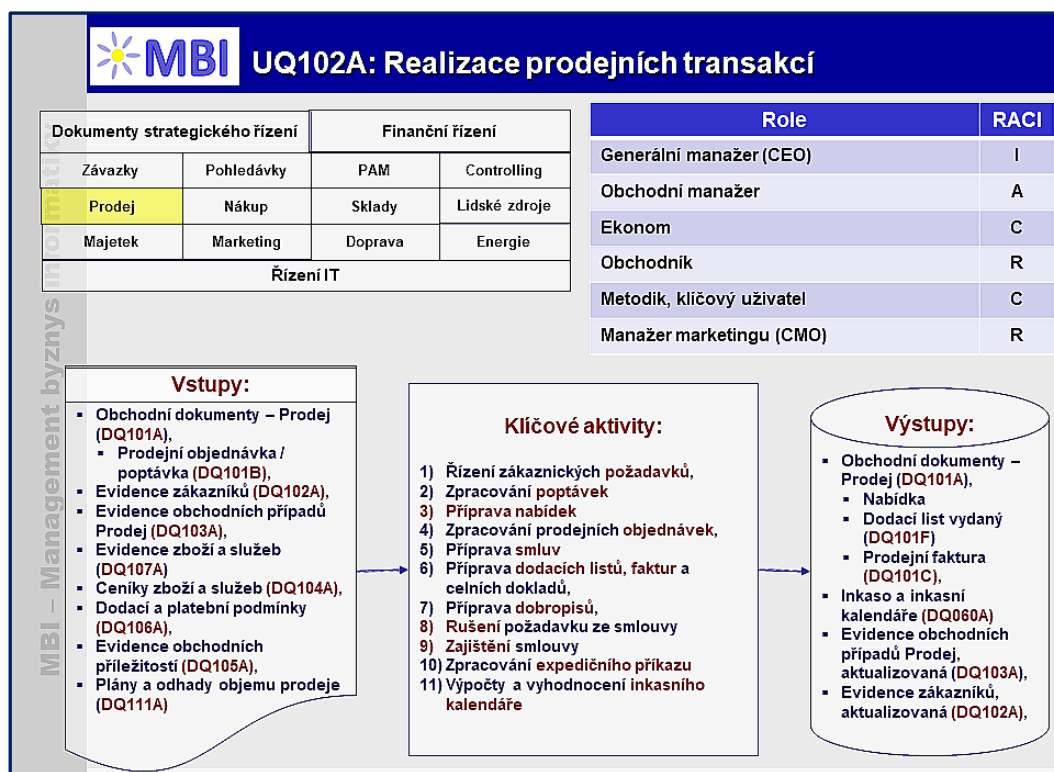 MBI
UQ102A: Realizace prodejních transakcí
MBI – Management byznys informatiky
Dokumenty strategického řízení
Finanční řízení
Závazky
Pohledávky
PAM
Controlling
Prodej
Nákup
Sklady
Lidské zdroje
Majetek
Marketing
Doprava
Energie
Řízení IT
Role
RACI
Generální manažer (CEO)
I
Obchodní manažer
A
Ekonom
C
Obchodník
R
Metodik, klíčový uživatel
C
Manažer marketingu (CMO)
R
Vstupy:
▪ Obchodní dokumenty – Prodej
(DQ101A),
▪ Prodejní objednávka /
poptávka (DQ101B),
▪ Evidence zákazníků (DQ102A),
▪ Evidence obchodních případů
Prodej (DQ103A),
▪ Evidence zboží a služeb
(DQ107A)
▪ Ceníky zboží a služeb (DQ104A),
▪ Dodací a platební podmínky
(DQ106A),
▪ Evidence obchodních
příležitostí (DQ105A),
▪ Plány a odhady objemu prodeje
(DQ111A)
Klíčové aktivity:
1) Řízení zákaznických požadavků,
2) Zpracování poptávek
3) Příprava nabídek
4) Zpracování prodejních objednávek,
5) Příprava smluv
6) Příprava dodacích listů, faktur a
celních dokladů,
7) Příprava dobropisů,
8) Rušení požadavku ze smlouvy
9) Zajištění smlouvy
10) Zpracování expedičního příkazu
11) Výpočty a vyhodnocení inkasního
kalendáře
Výstupy:
▪ Obchodní dokumenty –
Prodej (DQ101A),
▪ Nabídka
▪ Dodací list vydaný
(DQ101F)
▪ Prodejní faktura
(DQ101C),
▪ Inkaso a inkasní
kalendáře (DQ060A)
▪ Evidence obchodních
případů Prodej,
aktualizovaná (DQ103A),
▪ Evidence zákazníků,
aktualizovaná (DQ102A),